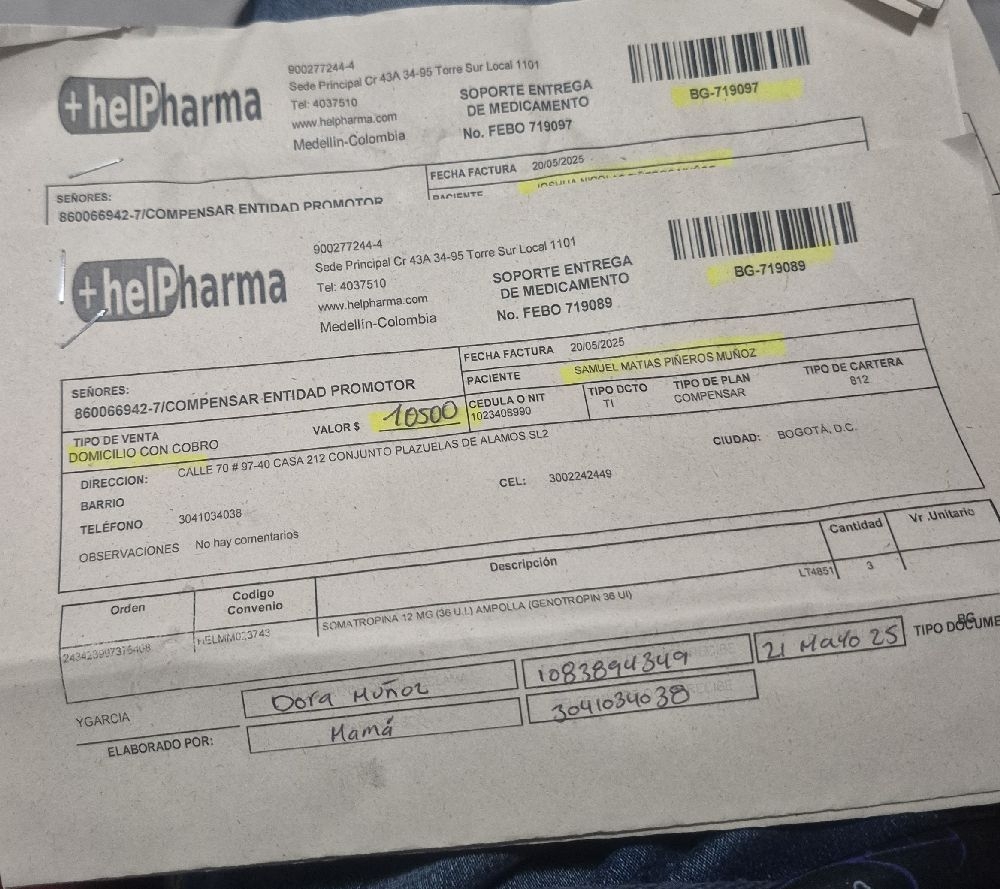 +helPharma
900277244-4
Sede Principal Cr 43A 34-95 Torre Sur Local 1101
Tel: 4037510
www.helpharma.com
Medellin-Colombia
SOPORTE ENTREGA
DE MEDICAMENTO
No. FEBO 719097
BG-719097
FECHA FACTURA 20/05/2025
PACIENTE
SEÑORES:
860066942-7/COMPENSAR ENTIDAD PROMOTOR
+helPharma
900277244-4
Sede Principal Cr 43A 34-95 Torre Sur Local 1101
Tel: 4037510
www.helpharma.com
Medellín-Colombia
SOPORTE ENTREGA
DE MEDICAMENTO
No. FEBO 719089
BG-719089
FECHA FACTURA 20/05/2025
SEÑORES:
860066942-7/COMPENSAR ENTIDAD PROMOTOR
PACIENTE SAMUEL MATIAS PIÑEROS MUÑOZ
TIPO DE VENTA
DOMICILIO CON COBRO
VALOR $ 10500
CEDULA O NIT
1023406990
TIPO DCTO
TI
TIPO DE PLAN
COMPENSAR
TIPO DE CARTERA
812
DIRECCION: CALLE 70 # 97-40 CASA 212 CONJUNTO PLAZUELAS DE ALAMOS SL2
CIUDAD: BOGOTÁ, D.C.
BARRIO
CEL: 3002242449
TELÉFONO 3041034038
OBSERVACIONES No hay comentarios
Orden
Codigo
Convenio
Descripción
Cantidad
Vr .Unitario
SOMATROPINA 12 MG (36 U.I.) AMPOLLA (GENOTROPIN 36 UI)
LT4851
3
YGARCIA
ELABORADO POR:
Dora Muñoz
1083894349
21 Mayo 25
Mamá
3041034038
BG
TIPO DOCUME